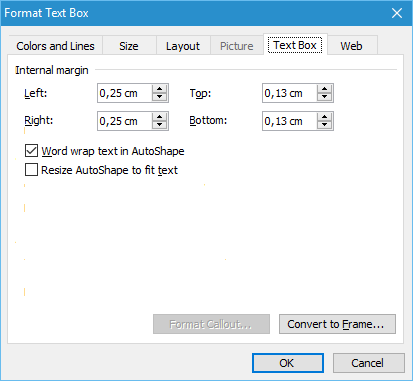 Format Text Box
Colors and Lines Size Layout Picture Text Box Web
Internal margin
Left: 0,25 cm Top: 0,13 cm
Right: 0,25 cm Bottom: 0,13 cm
Word wrap text in AutoShape
Resize AutoShape to fit text
Format Callout... Convert to Frame...
OK Cancel